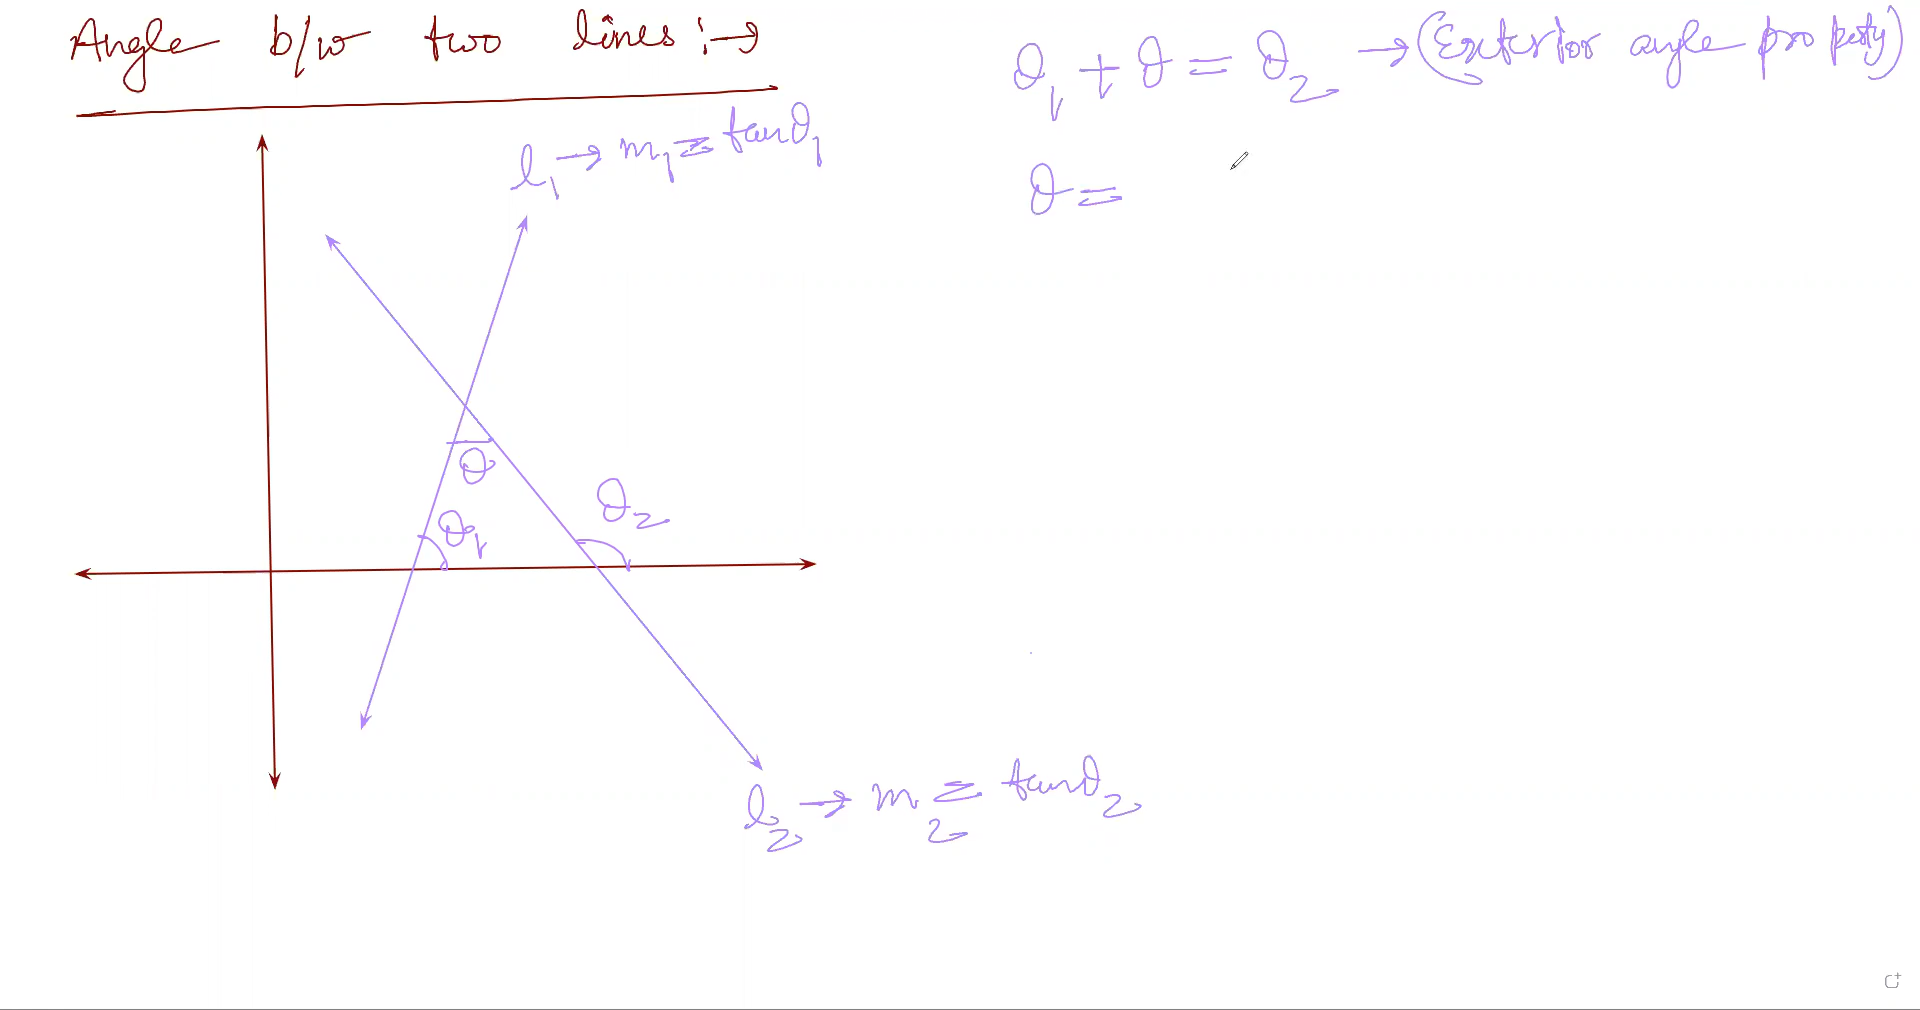 Angle b/w two lines :→
θ₁ + θ = θ₂ → (Exterior angle property)
l₁ → m₁ = tanθ₁
θ =
θ
θ₂
θ₁
l₂ → m₂ = tanθ₂